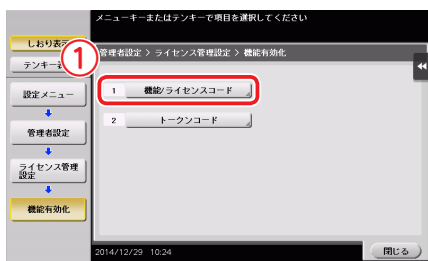 メニューキーまたはテンキーで項目を選択してください
しおり表示
管理者設定 > ライセンス管理設定 > 機能有効化
テンキー
①
1 機能/ライセンスコード
2 トークンコード
設定メニュー
管理者設定
ライセンス管理
設定
機能有効化
2014/12/29 10:24
閉じる